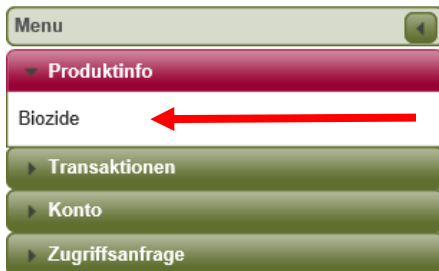 Menu
Produktinfo
Biozide
Transaktionen
Konto
Zugriffsanfrage